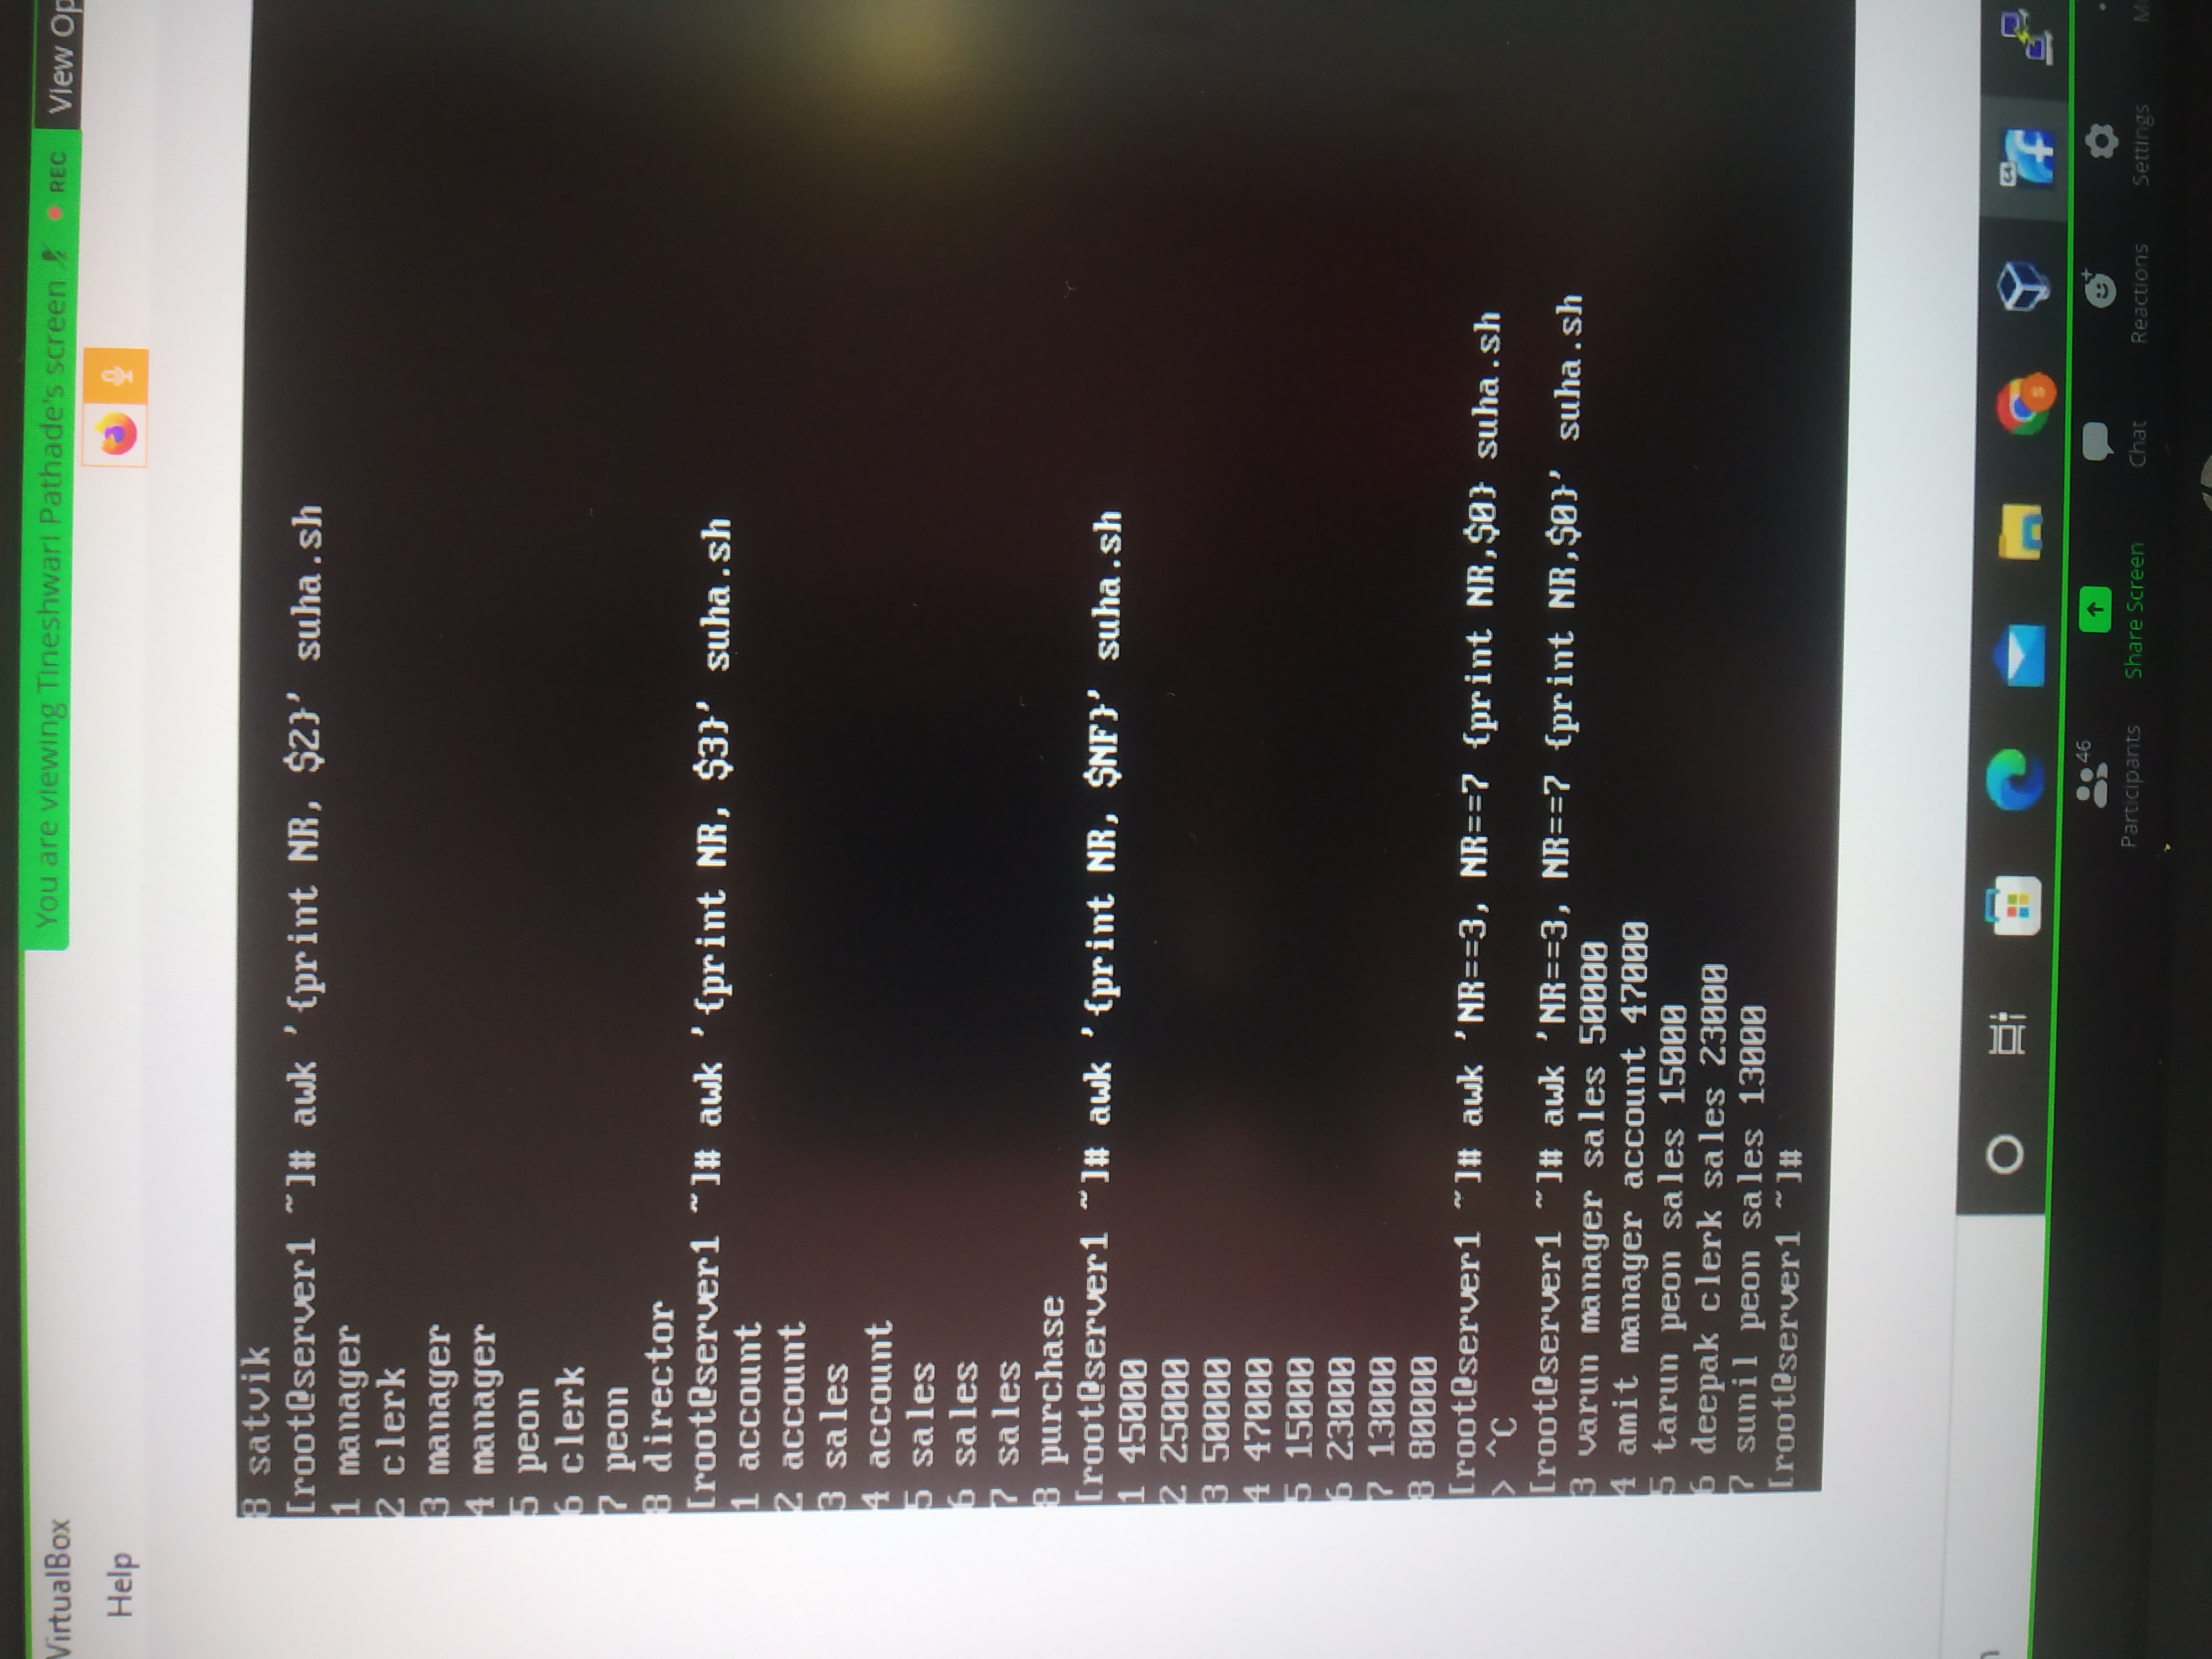 VirtualBox
You are viewing Tineshwari Pathade's screen
REC
View Op
Help
8 satvik
[root@server1 ~]# awk '{print NR, $2}' suha.sh
1 manager
2 clerk
3 manager
4 manager
5 peon
6 clerk
7 peon
8 director
[root@server1 ~]# awk '{print NR, $3}' suha.sh
1 account
2 account
3 sales
4 account
5 sales
6 sales
7 sales
8 purchase
[root@server1 ~]# awk '{print NR, $NF}' suha.sh
1 45000
2 25000
3 50000
4 47000
5 15000
6 23000
7 13000
8 80000
[root@server1 ~]# awk 'NR==3, NR==7 {print NR,$0} suha.sh
> ^C
[root@server1 ~]# awk 'NR==3, NR==7 {print NR,$0}' suha.sh
3 varun manager sales 50000
4 amit manager account 47000
5 tarun peon sales 15000
6 deepak clerk sales 23000
7 sunil peon sales 13000
[root@server1 ~]#
64
46
Participants
Share Screen
Chat
Reactions
Settings